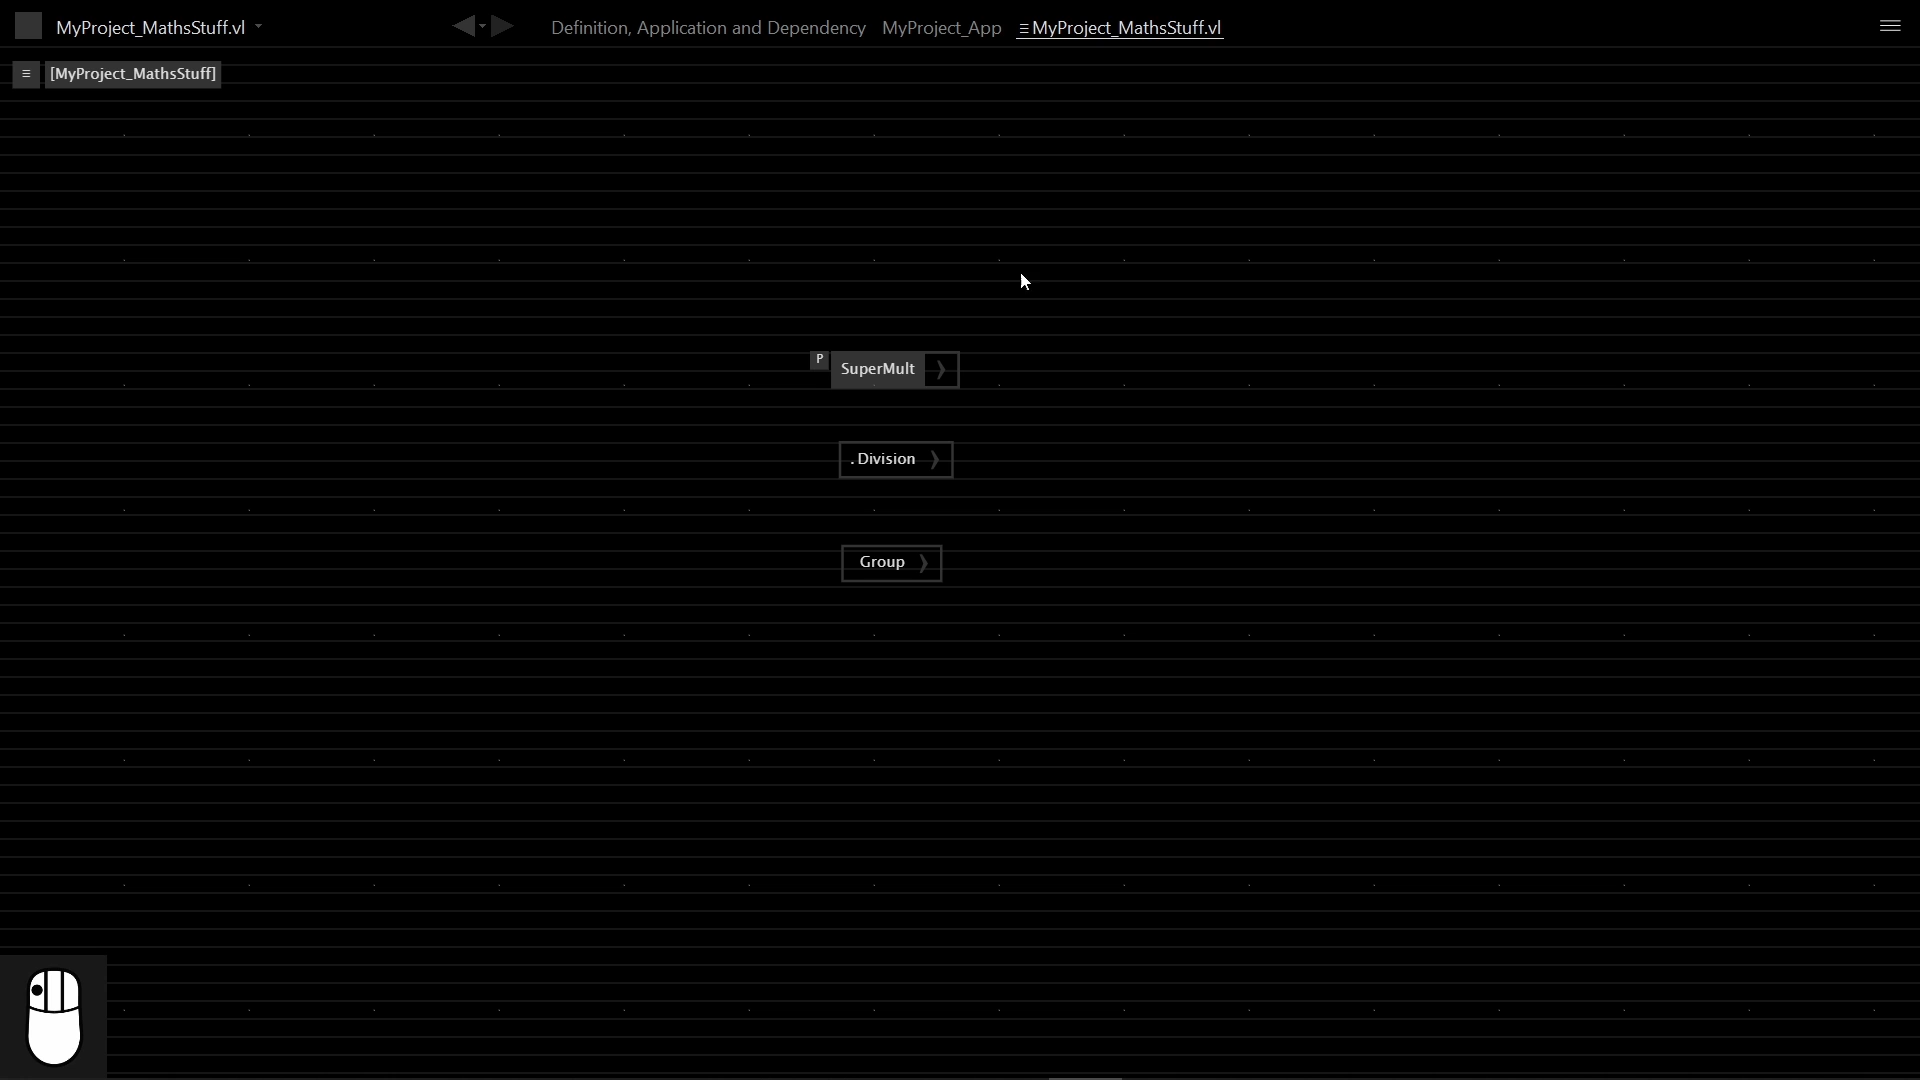 MyProject_MathsStuff.vl
Definition, Application and Dependency MyProject_App MyProject_MathsStuff.vl
[MyProject_MathsStuff]
P
SuperMult
. Division
Group